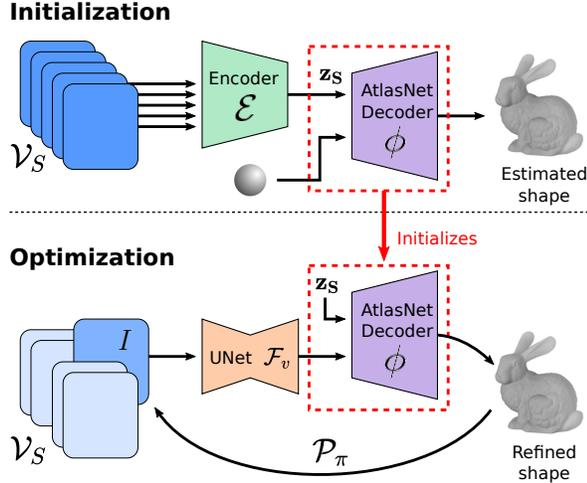 Initialization
Encoder
ℰ
z_S
AtlasNet
Decoder
ϕ
𝒱_S
Estimated
shape
Initializes
Optimization
z_S
AtlasNet
Decoder
ϕ
I
UNet ℱ_v
𝒱_S
𝒫_π
Refined
shape